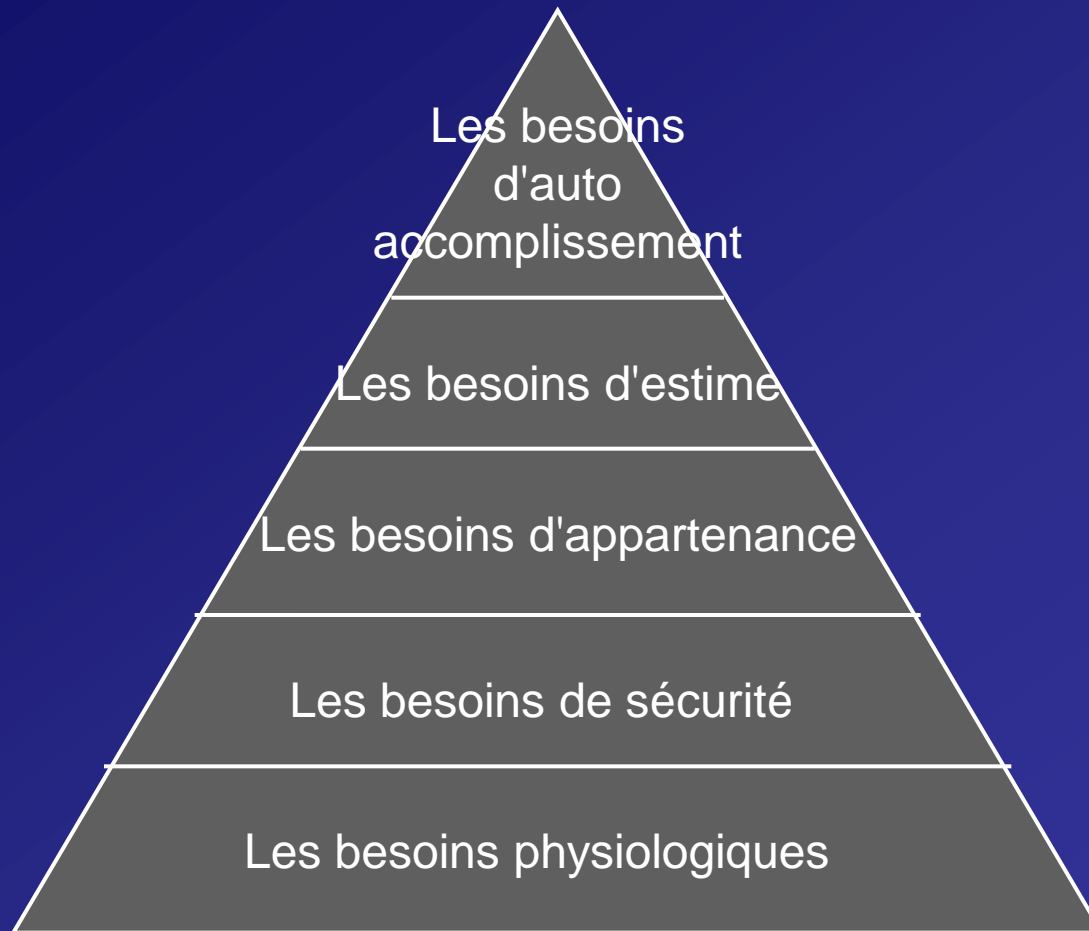 Les besoins
d'auto
accomplissement
Les besoins d'estime
Les besoins d'appartenance
Les besoins de sécurité
Les besoins physiologiques